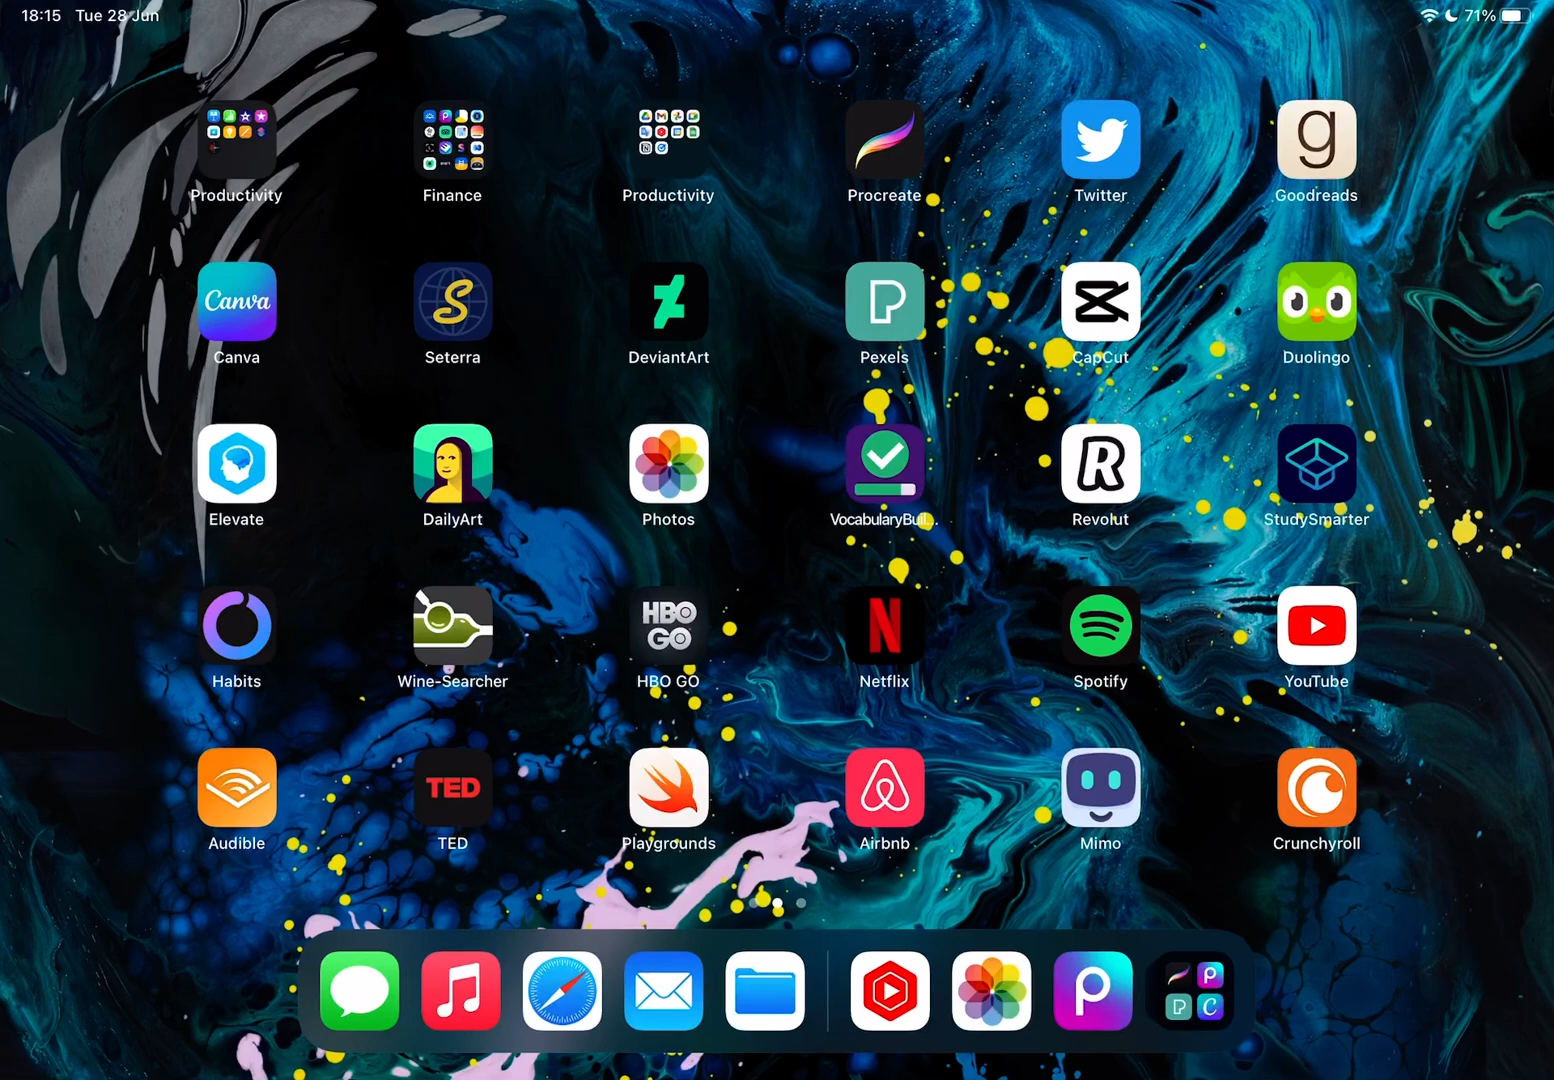 18:15 Tue 28 Jun
71%
Productivity
Finance
Productivity
Procreate
Twitter
g
Goodreads
Canva
Canva
S
Seterra
DeviantArt
P
Pexels
CapCut
Duolingo
Elevate
DailyArt
Photos
VocabularyBuil...
R
Revolut
StudySmarter
Habits
Wine-Searcher
HBO
GO
HBO GO
N
Netflix
Spotify
YouTube
Audible
TED
TED
Playgrounds
Airbnb
Mimo
Crunchyroll
P
P
P
C